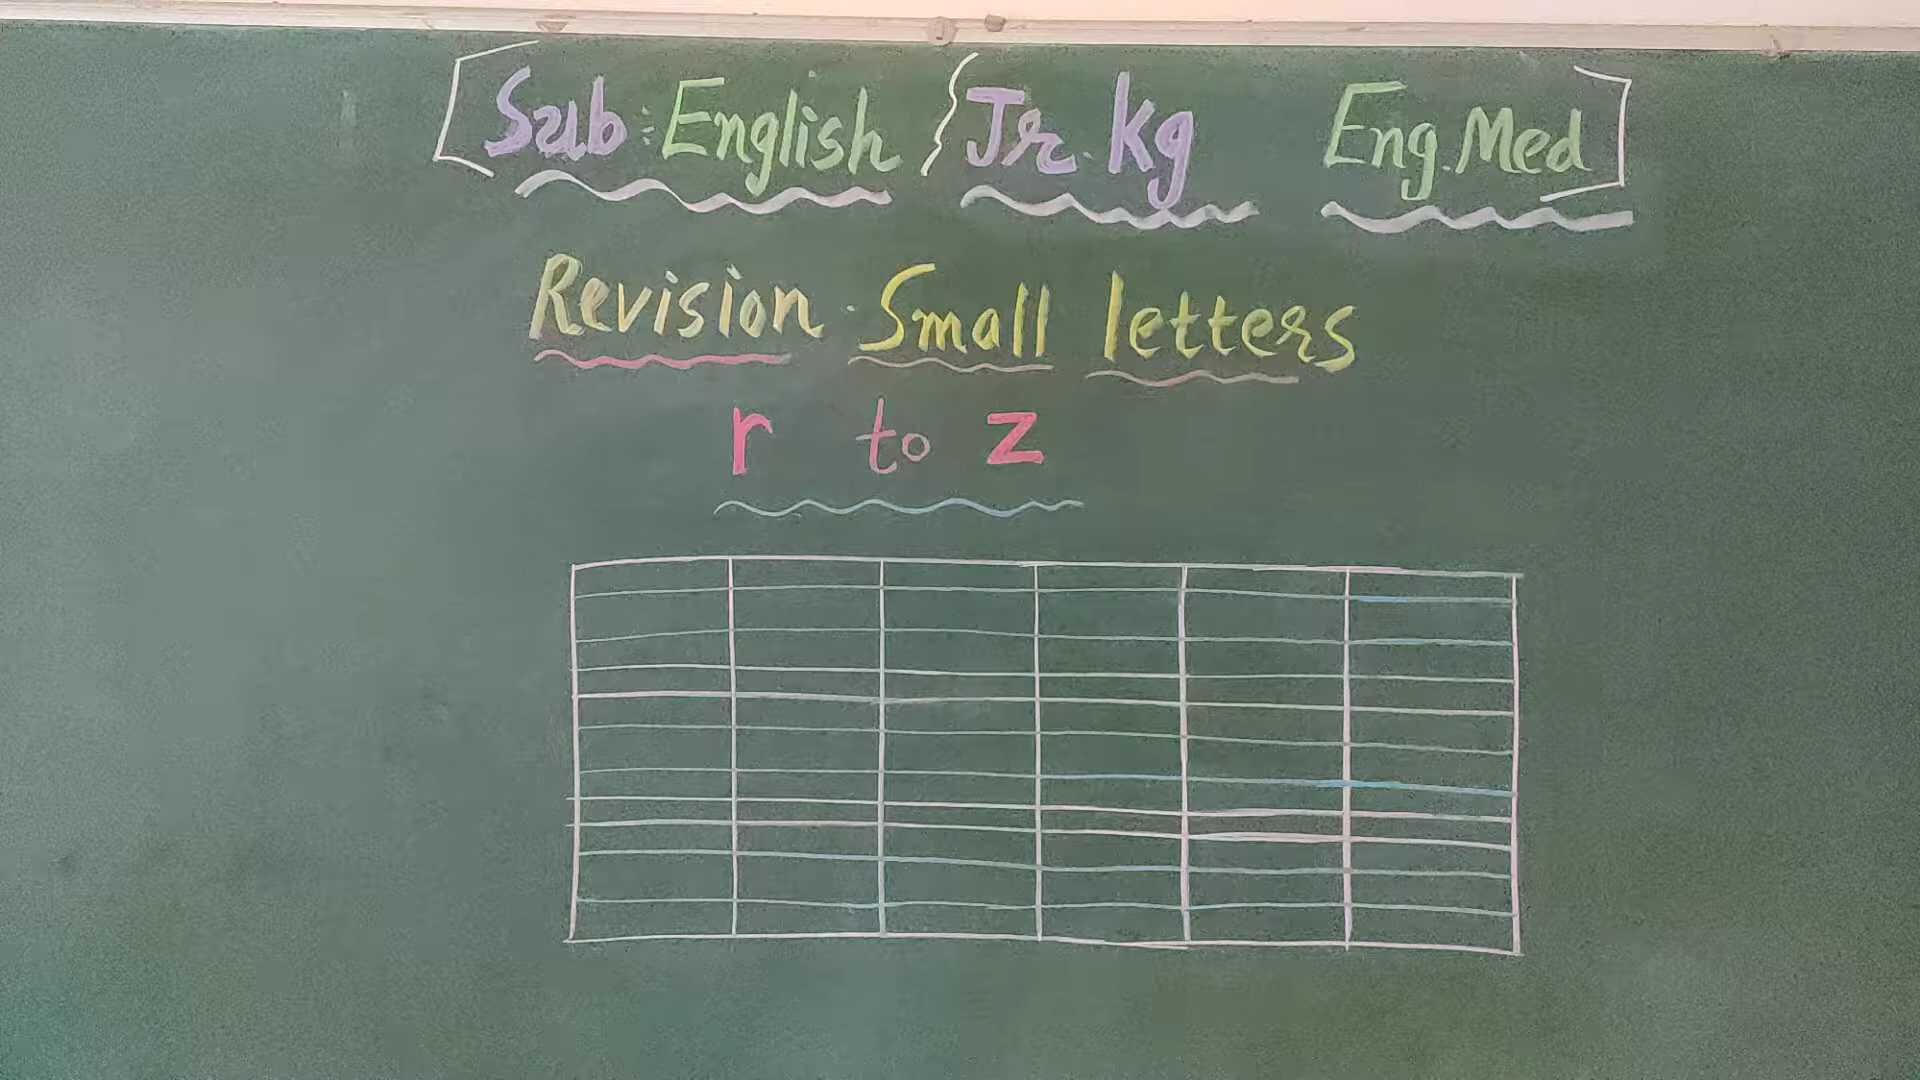 [Sub: English } Jr. Kg Eng. Med]
Revision Small letters
r to z